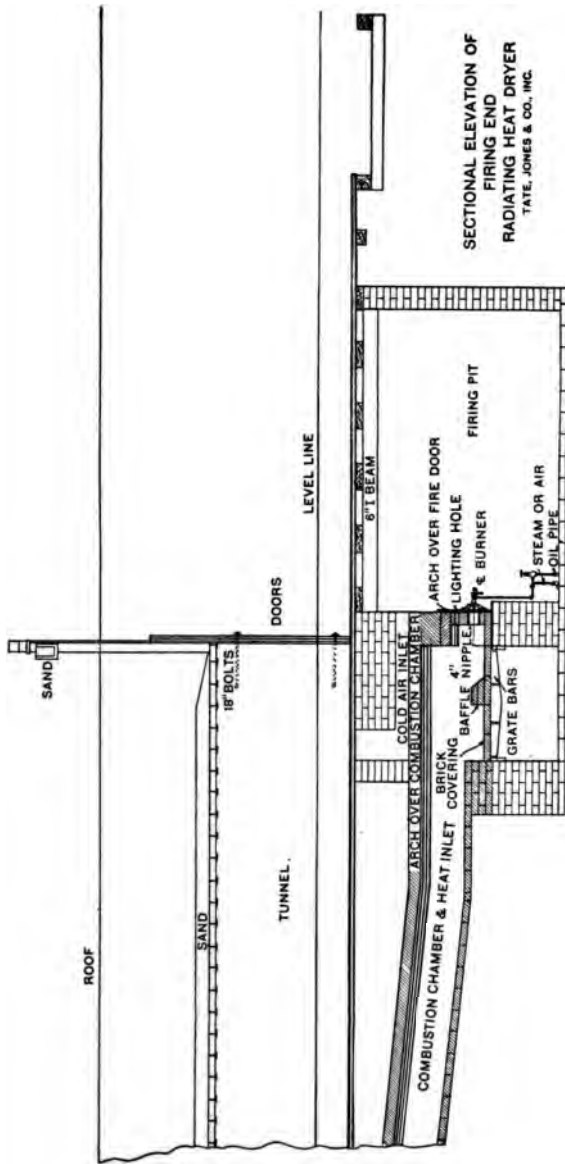 ROOF
SAND
SAND
18" BOLTS
DOORS
TUNNEL.
LEVEL LINE
6" I BEAM
COLD AIR INLET
ARCH OVER COMBUSTION CHAMBER
ARCH OVER FIRE DOOR
LIGHTING HOLE
℄ BURNER
FIRING PIT
4"
NIPPLE
BAFFLE
BRICK
COVERING
GRATE BARS
STEAM OR AIR
OIL PIPE
COMBUSTION CHAMBER & HEAT INLET
SECTIONAL ELEVATION OF
FIRING END
RADIATING HEAT DRYER
TATE, JONES & CO., INC.